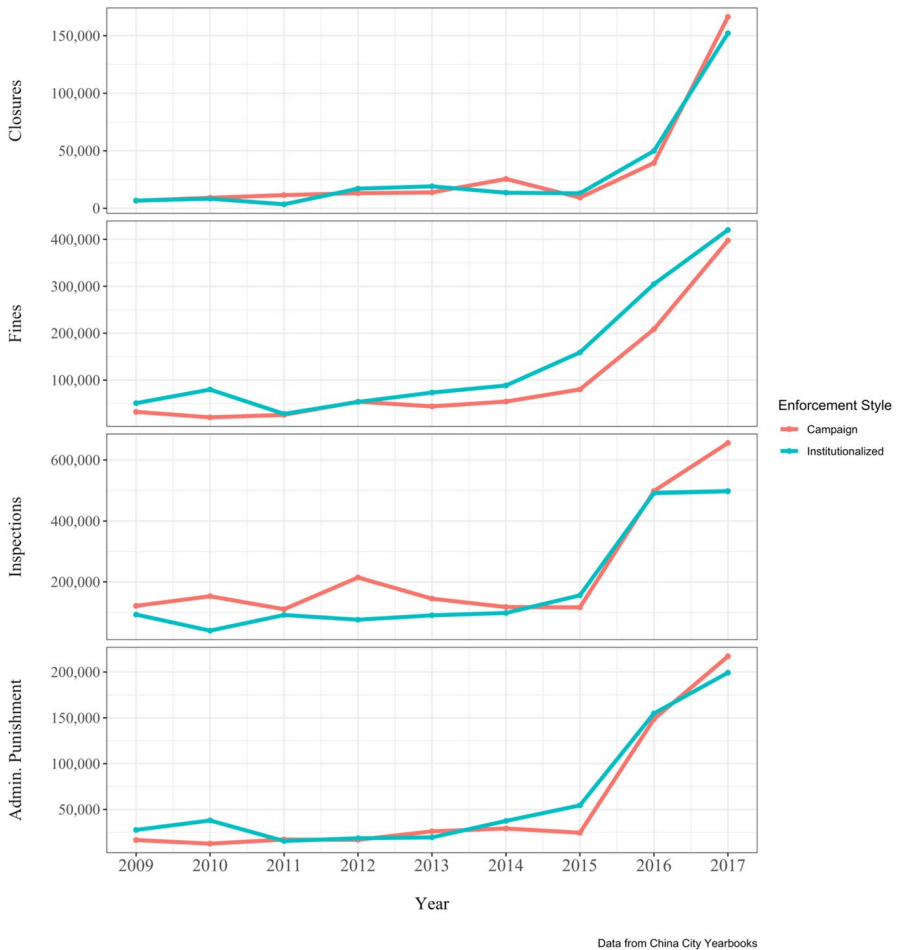 Closures
150,000
100,000
50,000
0
Fines
400,000
300,000
200,000
100,000
Inspections
600,000
400,000
200,000
Admin. Punishment
200,000
150,000
100,000
50,000
2009 2010 2011 2012 2013 2014 2015 2016 2017
Year
Enforcement Style
Campaign
Institutionalized
Data from China City Yearbooks